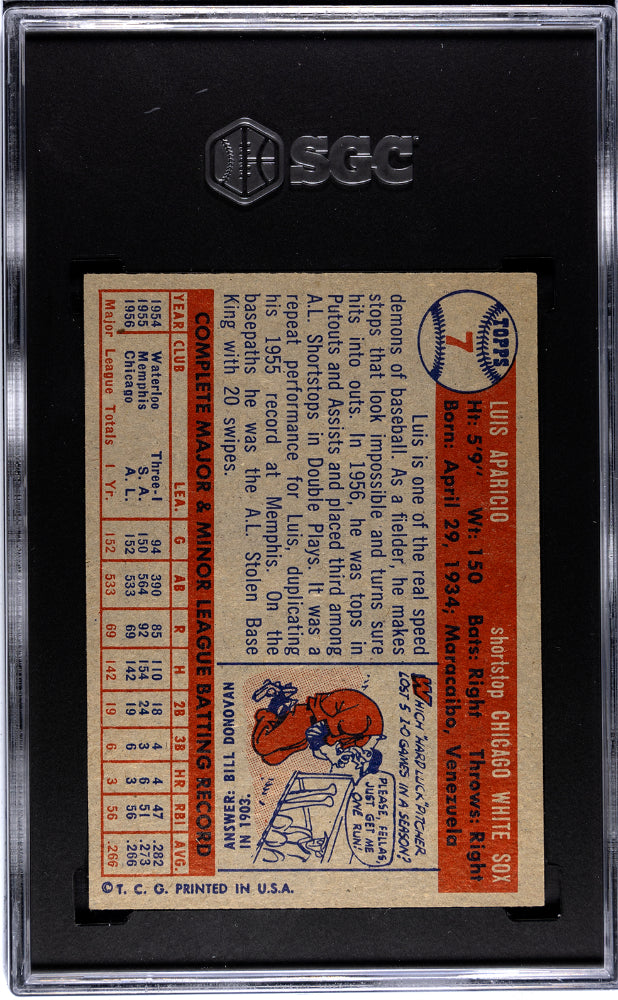 SGC
TOPPS
7
LUIS APARICIO shortstop CHICAGO WHITE SOX
Ht: 5'9" Wt: 150 Bats: Right Throws: Right
Born: April 29, 1934, Maracaibo, Venezuela
Luis is one of the real speed
demons of baseball. As a fielder, he makes
stops that look impossible and turns sure
hits into outs. In 1956, he was tops in
Putouts and Assists and placed third among
A.L. Shortstops in Double Plays. It was a
repeat performance for Luis, duplicating
his 1955 record at Memphis. On the
basepaths he was the A.L. Stolen Base
King with 20 swipes.
WHICH "HARD LUCK" PITCHER
LOST 5 1-0 GAMES IN A SEASON?
PLEASE, FELLAS,
JUST GET ME
ONE RUN!
ANSWER: BILL DONOVAN
IN 1903.
COMPLETE MAJOR & MINOR LEAGUE BATTING RECORD
YEAR CLUB LEA. G AB R H 2B 3B HR RBI AVG.
1954 Waterloo Three-I 94 390 85 110 18 4 4 47 .282
1955 Memphis S. A. 150 564 92 154 24 3 6 51 .273
1956 Chicago A. L. 152 533 69 142 19 6 3 56 .266
Major League Totals 1 Yr. 152 533 69 142 19 6 3 56 .266
© T. C. G. PRINTED IN U.S.A.